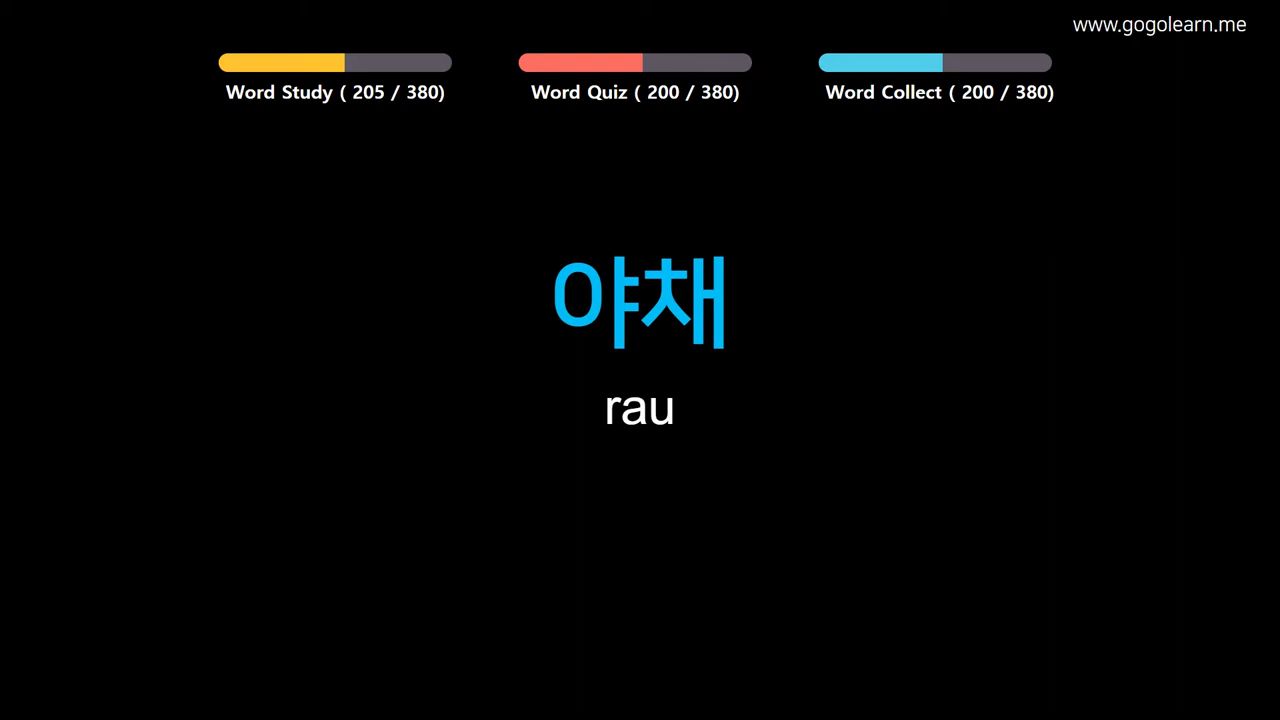 www.gogolearn.me
Word Study ( 205 / 380)
Word Quiz ( 200 / 380)
Word Collect ( 200 / 380)
야채
rau